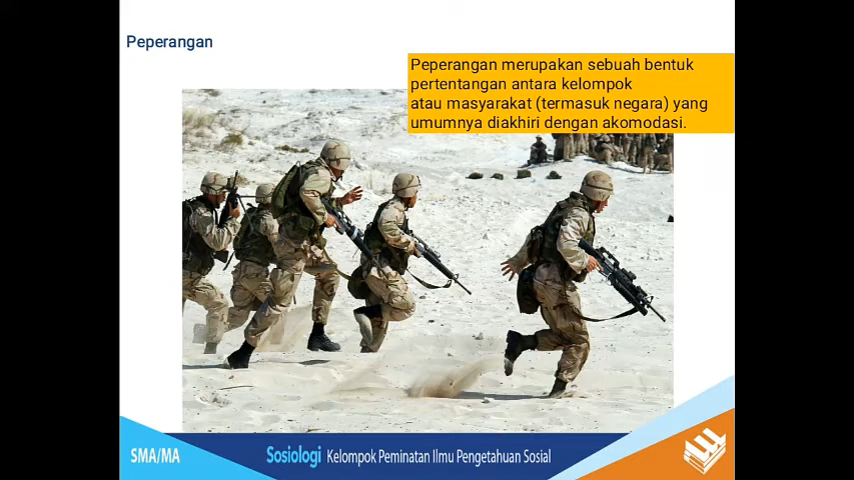 Peperangan
Peperangan merupakan sebuah bentuk
pertentangan antara kelompok
atau masyarakat (termasuk negara) yang
umumnya diakhiri dengan akomodasi.
SMA/MA
Sosiologi Kelompok Peminatan Ilmu Pengetahuan Sosial